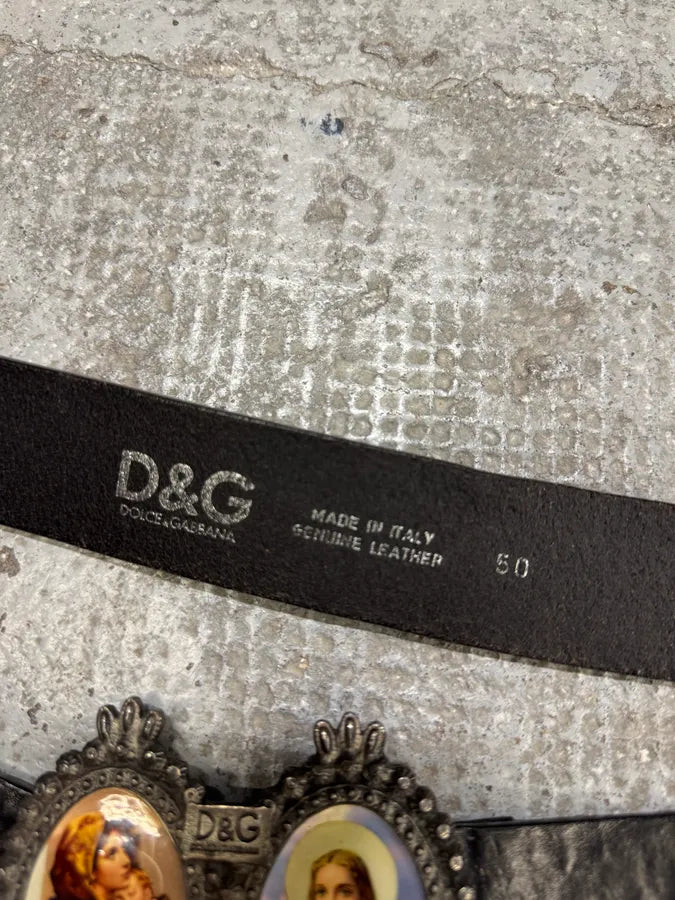 D&G
DOLCE&GABBANA
MADE IN ITALY
GENUINE LEATHER
50
D&G